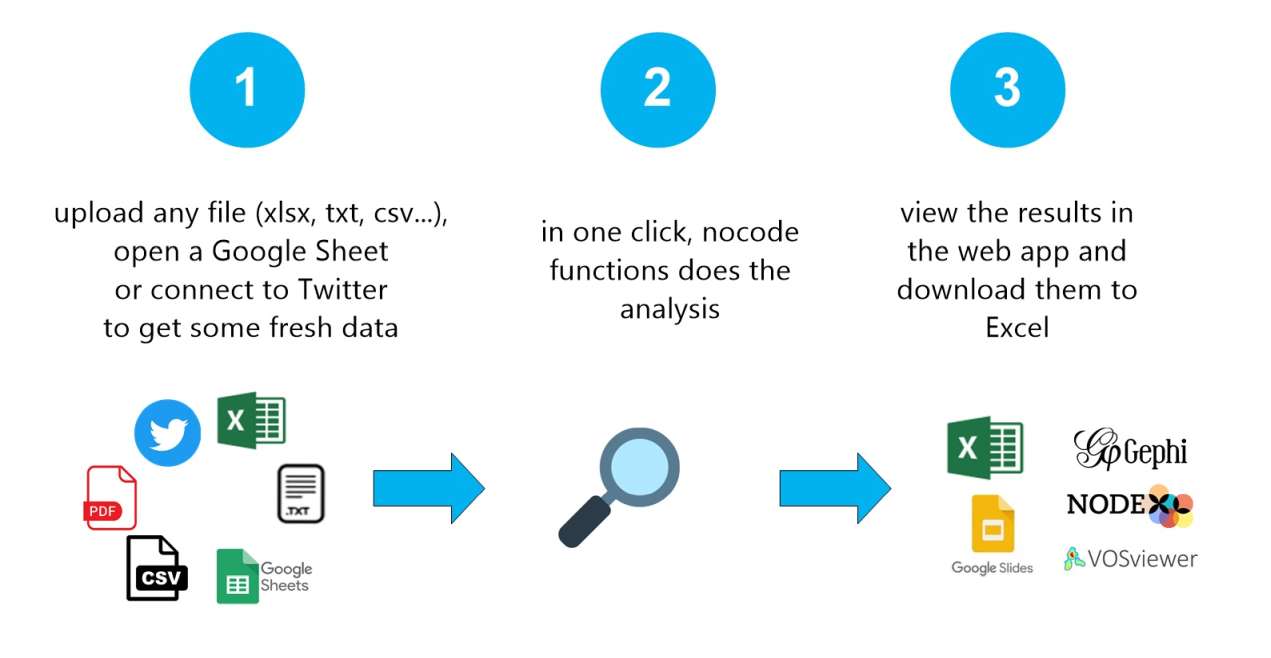 1
2
3
upload any file (xlsx, txt, csv...),
open a Google Sheet
or connect to Twitter
to get some fresh data
in one click, nocode
functions does the
analysis
view the results in
the web app and
download them to
Excel
X
PDF
.TXT
CSV
Google
Sheets
X
Gephi
NODEXL
Google Slides
VOSviewer